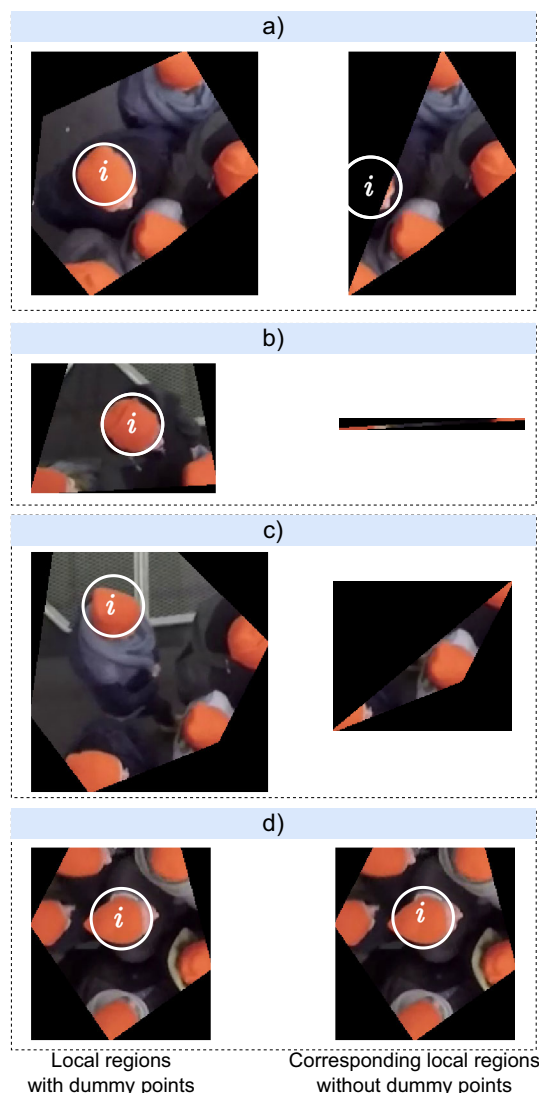 a)
i
i
b)
i
c)
i
d)
i
i
Local regions
with dummy points
Corresponding local regions
without dummy points